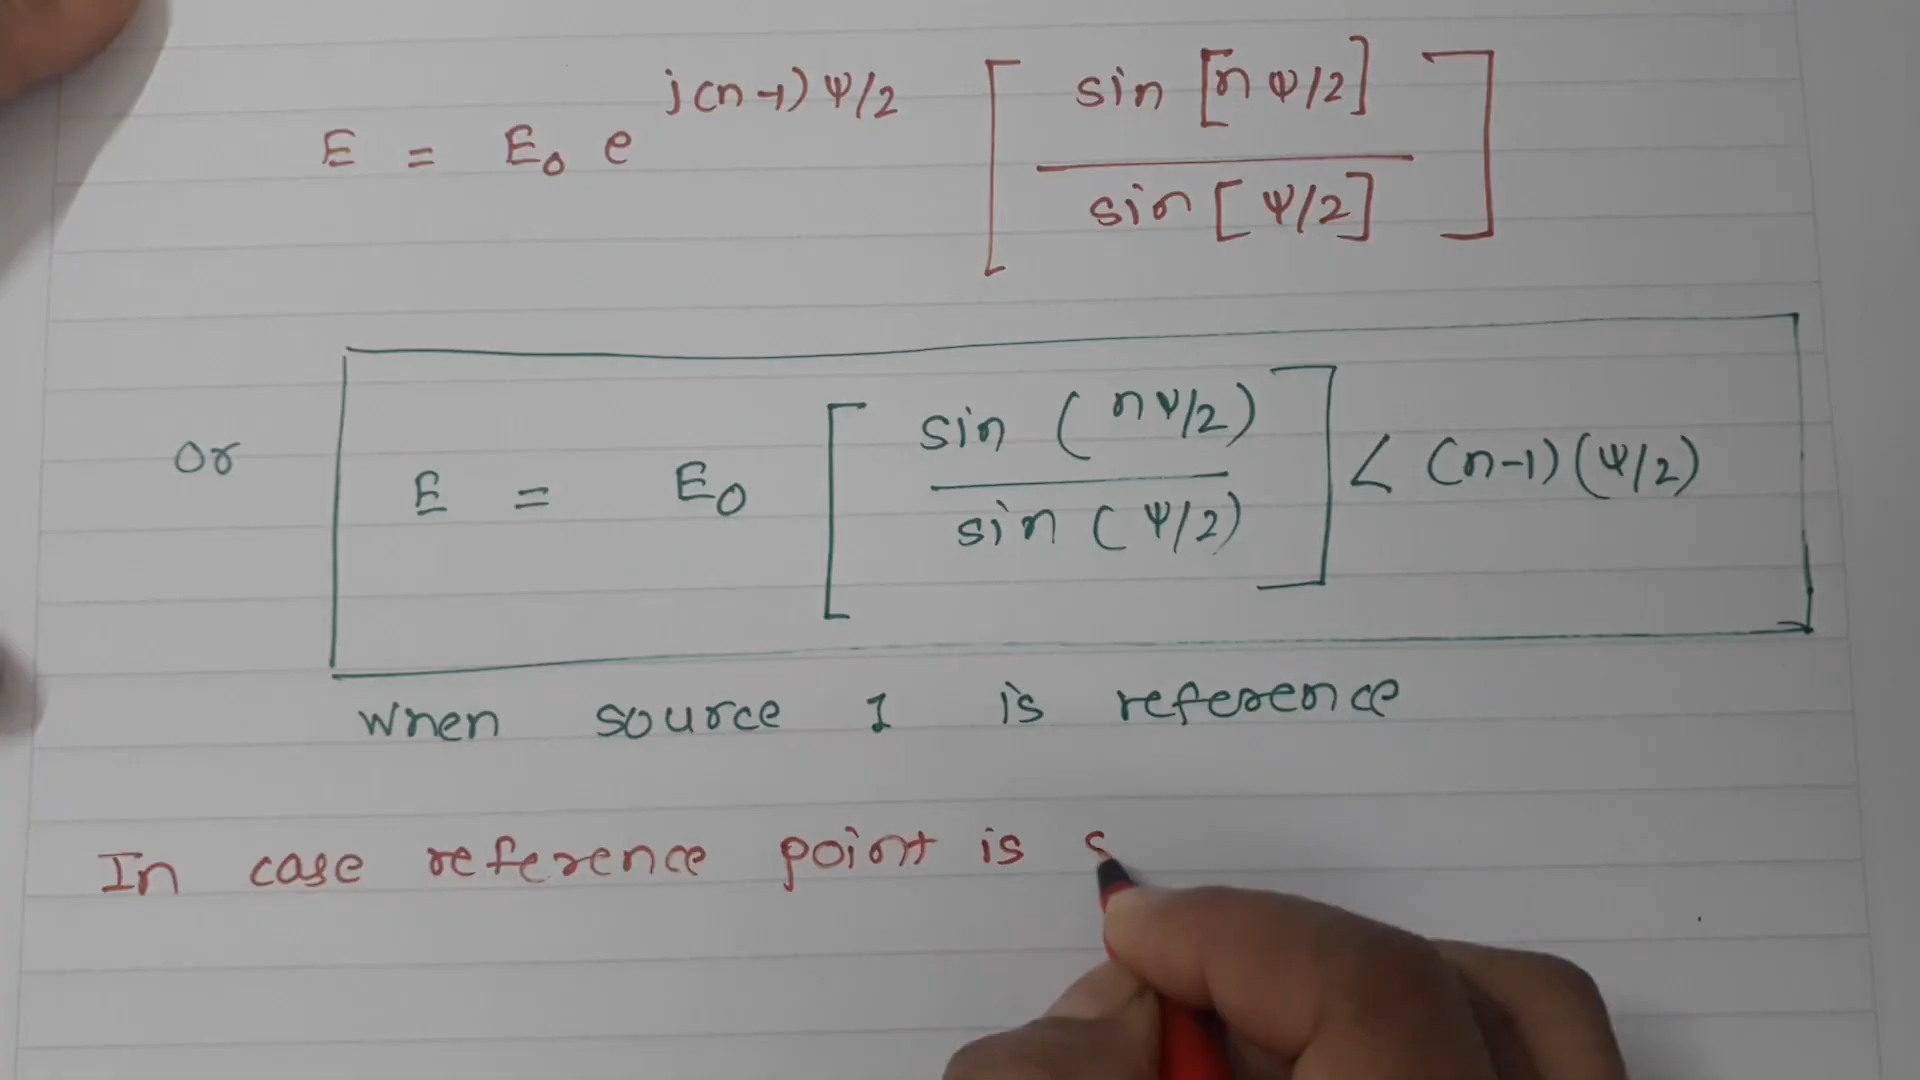 E = E₀ e^{j(n-1)ψ/2} [ sin [nψ/2] / sin [ψ/2] ]
or E = E₀ [ sin (nψ/2) / sin (ψ/2) ] ∠ (n-1)(ψ/2)
When source 1 is reference
In case reference point is s